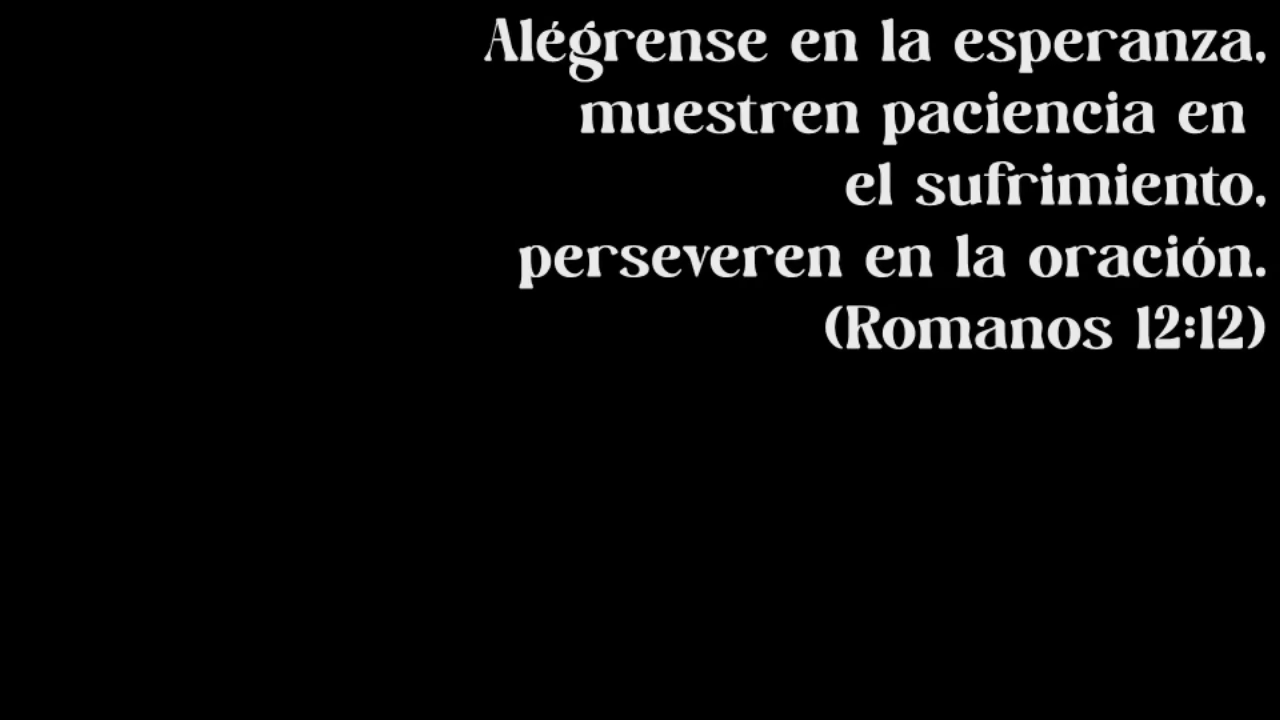 Alégrense en la esperanza,
muestren paciencia en
el sufrimiento,
perseveren en la oración.
(Romanos 12:12)